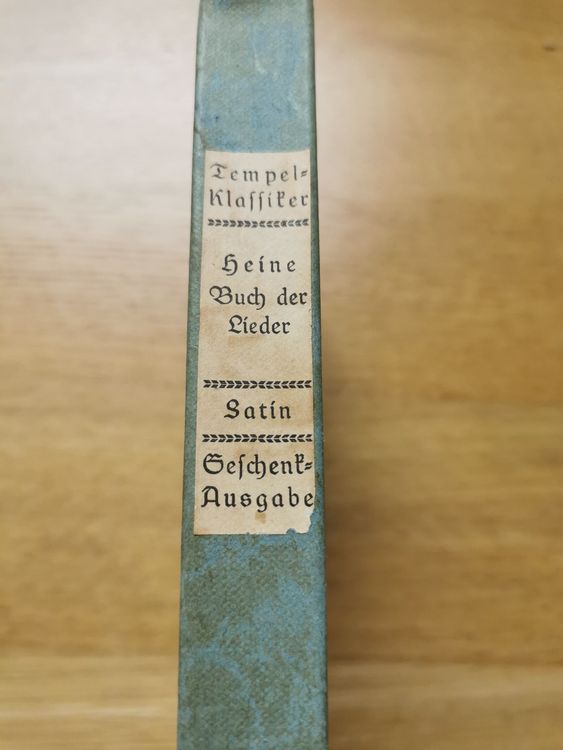 Tempel=
Klassiker
Heine
Buch der
Lieder
Satin
Geschenk=
Ausgabe